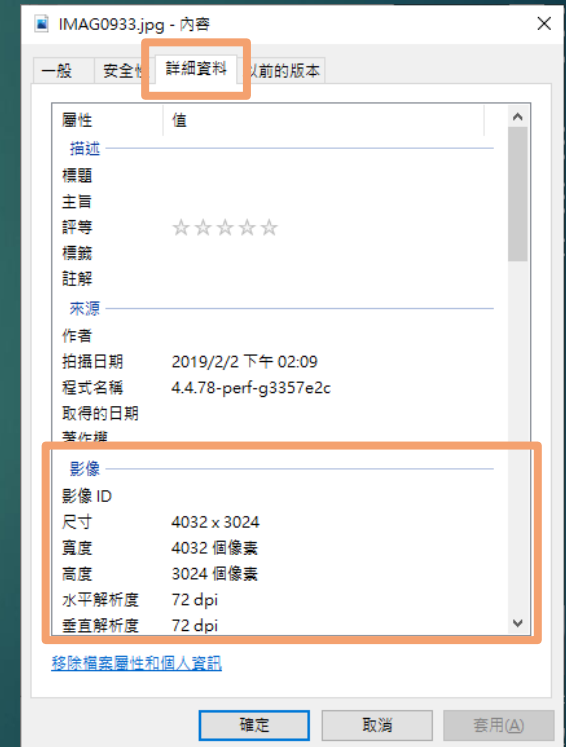 IMAG0933.jpg - 內容
一般 安全性 詳細資料 以前的版本
屬性 值
描述
標題
主旨
評等
標籤
註解
來源
作者
拍攝日期 2019/2/2 下午 02:09
程式名稱 4.4.78-perf-g3357e2c
取得的日期
著作權
影像
影像 ID
尺寸 4032 x 3024
寬度 4032 個像素
高度 3024 個像素
水平解析度 72 dpi
垂直解析度 72 dpi
移除檔案屬性和個人資訊
確定 取消 套用(A)